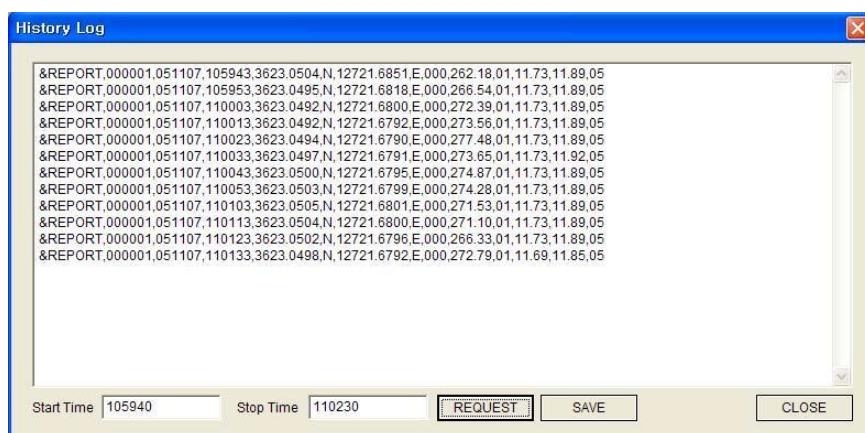 History Log
&REPORT,000001,051107,105943,3623.0504,N,12721.6851,E,000,262.18,01,11.73,11.89,05
&REPORT,000001,051107,105953,3623.0495,N,12721.6818,E,000,266.54,01,11.73,11.89,05
&REPORT,000001,051107,110003,3623.0492,N,12721.6800,E,000,272.39,01,11.73,11.89,05
&REPORT,000001,051107,110013,3623.0492,N,12721.6792,E,000,273.56,01,11.73,11.89,05
&REPORT,000001,051107,110023,3623.0494,N,12721.6790,E,000,277.48,01,11.73,11.89,05
&REPORT,000001,051107,110033,3623.0497,N,12721.6791,E,000,273.65,01,11.73,11.92,05
&REPORT,000001,051107,110043,3623.0500,N,12721.6795,E,000,274.87,01,11.73,11.89,05
&REPORT,000001,051107,110053,3623.0503,N,12721.6799,E,000,274.28,01,11.73,11.89,05
&REPORT,000001,051107,110103,3623.0505,N,12721.6801,E,000,271.53,01,11.73,11.89,05
&REPORT,000001,051107,110113,3623.0504,N,12721.6800,E,000,271.10,01,11.73,11.89,05
&REPORT,000001,051107,110123,3623.0502,N,12721.6796,E,000,266.33,01,11.73,11.89,05
&REPORT,000001,051107,110133,3623.0498,N,12721.6792,E,000,272.79,01,11.69,11.85,05
Start Time 105940 Stop Time 110230 REQUEST SAVE CLOSE